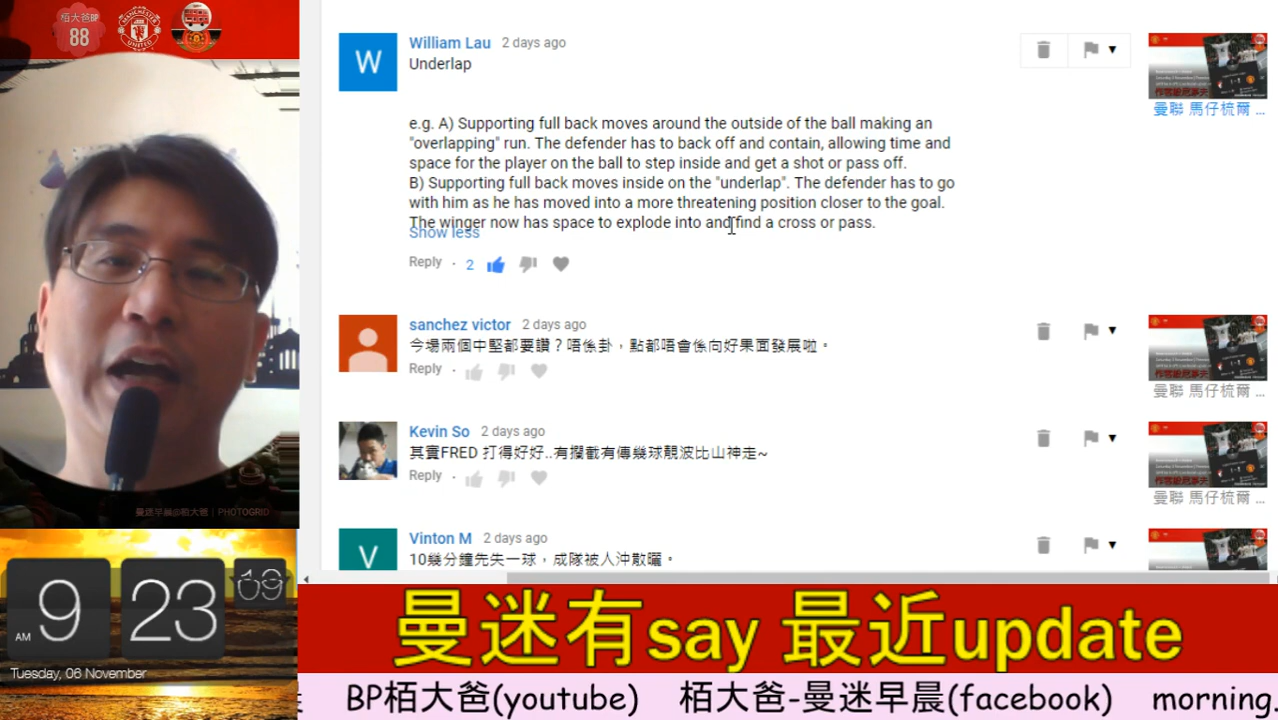 栢大爸
88
MANCHESTER
UNITED
曼迷早晨@栢大爸 | PHOTOGRID
AM 9 23 09
Tuesday, 06 November
W
William Lau 2 days ago
Underlap
e.g. A) Supporting full back moves around the outside of the ball making an
"overlapping" run. The defender has to back off and contain, allowing time and
space for the player on the ball to step inside and get a shot or pass off.
B) Supporting full back moves inside on the "underlap". The defender has to go
with him as he has moved into a more threatening position closer to the goal.
The winger now has space to explode into and find a cross or pass.
Show less
Reply · 2
曼聯 馬仔梳爾 ...
sanchez victor 2 days ago
今場兩個中堅都要讚？唔係卦，點都唔會係向好果面發展啦。
Reply ·
曼聯 馬仔梳爾 ...
Kevin So 2 days ago
其實FRED 打得好好..有攔截有傳幾球靚波比山神走~
Reply ·
曼聯 馬仔梳爾 ...
V
Vinton M 2 days ago
10幾分鐘先失一球，成隊被人沖散曬。
曼迷有say 最近update
BP栢大爸(youtube) 栢大爸-曼迷早晨(facebook) morning